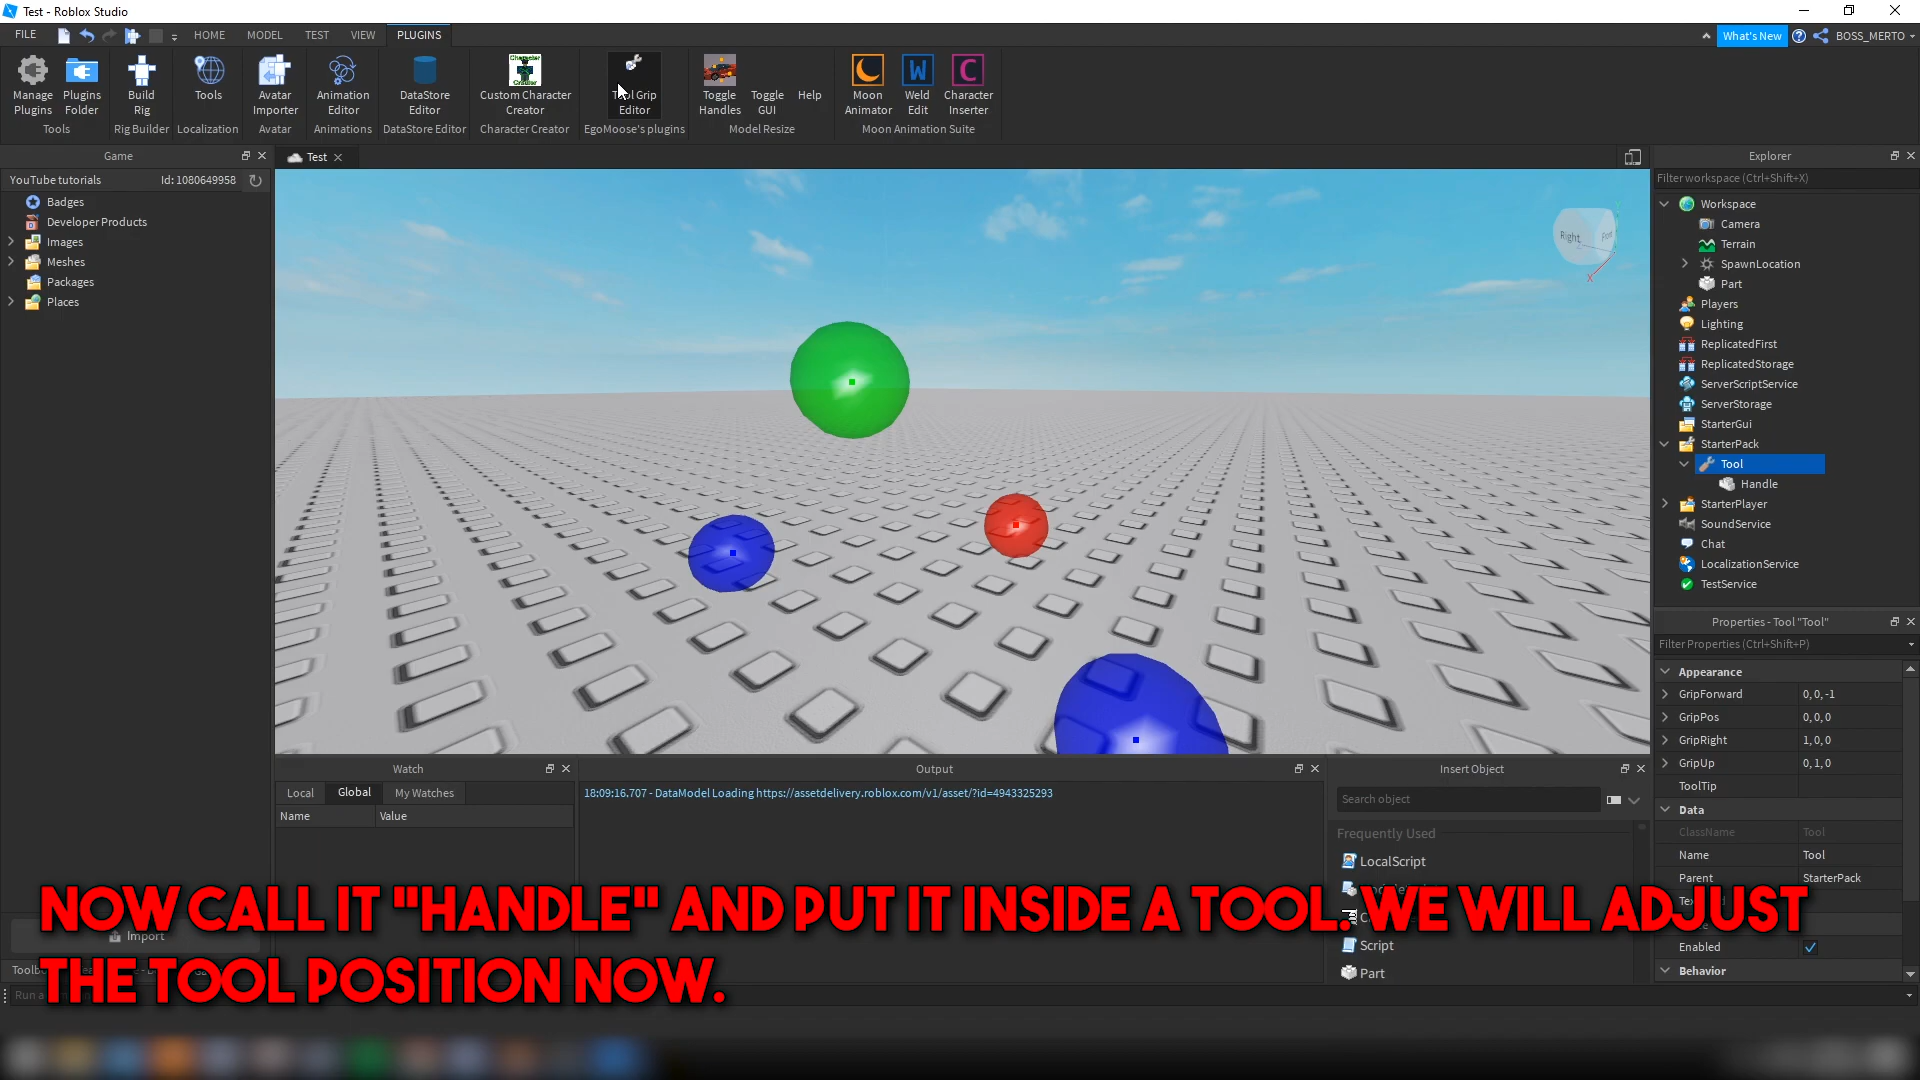 Test - Roblox Studio
FILE HOME MODEL TEST VIEW PLUGINS What's New BOSS_MERTO
Manage Plugins
Plugins Folder
Build Rig
Tools
Avatar Importer
Animation Editor
DataStore Editor
Custom Character Creator
Tool Grip Editor
Toggle Handles
Toggle GUI
Help
Moon Animator
Weld Edit
Character Inserter
Tools Rig Builder Localization Avatar Animations DataStore Editor Character Creator EgoMoose's plugins Model Resize Moon Animation Suite
Game
YouTube tutorials Id: 1080649958
Badges
Developer Products
Images
Meshes
Packages
Places
Import
Test
Right
Explorer
Filter workspace (Ctrl+Shift+X)
Workspace
Camera
Terrain
SpawnLocation
Part
Players
Lighting
ReplicatedFirst
ReplicatedStorage
ServerScriptService
ServerStorage
StarterGui
StarterPack
Tool
Handle
StarterPlayer
SoundService
Chat
LocalizationService
TestService
Properties - Tool "Tool"
Filter Properties (Ctrl+Shift+P)
Appearance
GripForward 0, 0, -1
GripPos 0, 0, 0
GripRight 1, 0, 0
GripUp 0, 1, 0
ToolTip
Data
ClassName Tool
Name Tool
Parent StarterPack
Enabled
Behavior
Watch
Local Global My Watches
Name Value
Output
18:09:16.707 - DataModel Loading https://assetdelivery.roblox.com/v1/asset/?id=4943325293
Insert Object
Search object
Frequently Used
LocalScript
Script
Part
NOW CALL IT "HANDLE" AND PUT IT INSIDE A TOOL. WE WILL ADJUST
THE TOOL POSITION NOW.